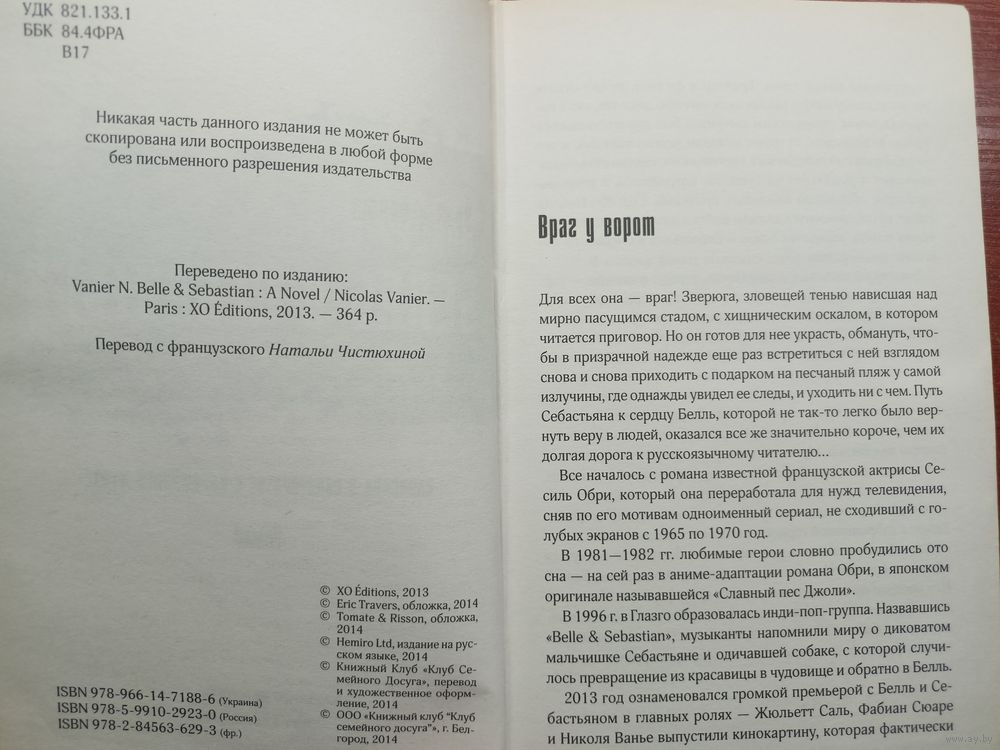 УДК 821.133.1
ББК 84.4ФРА
В17
Никакая часть данного издания не может быть
скопирована или воспроизведена в любой форме
без письменного разрешения издательства
Переведено по изданию:
Vanier N. Belle & Sebastian : A Novel / Nicolas Vanier. —
Paris : XO Éditions, 2013. — 364 p.
Перевод с французского Натальи Чистюхиной
© XO Éditions, 2013
© Eric Travers, обложка, 2014
© Tomate & Risson, обложка,
2014
© Hemiro Ltd, издание на рус-
ском языке, 2014
© Книжный Клуб «Клуб Се-
мейного Досуга», перевод
и художественное оформ-
ление, 2014
© ООО «Книжный клуб "Клуб
семейного досуга"», г. Бел-
город, 2014
ISBN 978-966-14-7188-6 (Украина)
ISBN 978-5-9910-2923-0 (Россия)
ISBN 978-2-84563-629-3 (фр.)
Враг у ворот
Для всех она — враг! Зверюга, зловещей тенью нависшая над
мирно пасущимся стадом, с хищническим оскалом, в котором
читается приговор. Но он готов для нее украсть, обмануть, что-
бы в призрачной надежде еще раз встретиться с ней взглядом
снова и снова приходить с подарком на песчаный пляж у самой
излучины, где однажды увидел ее следы, и уходить ни с чем. Путь
Себастьяна к сердцу Белль, которой не так-то легко было вер-
нуть веру в людей, оказался все же значительно короче, чем их
долгая дорога к русскоязычному читателю...
Все началось с романа известной французской актрисы Се-
силь Обри, который она переработала для нужд телевидения,
сняв по его мотивам одноименный сериал, не сходивший с го-
лубых экранов с 1965 по 1970 год.
В 1981—1982 гг. любимые герои словно пробудились ото
сна — на сей раз в аниме-адаптации романа Обри, в японском
оригинале называвшейся «Славный пес Джоли».
В 1996 г. в Глазго образовалась инди-поп-группа. Назвавшись
«Belle & Sebastian», музыканты напомнили миру о диковатом
мальчишке Себастьяне и одичавшей собаке, с которой случи-
лось превращение из красавицы в чудовище и обратно в Белль.
2013 год ознаменовался громкой премьерой с Белль и Се-
бастьяном в главных ролях — Жюльетт Саль, Фабиан Сюаре
и Николя Ванье выпустили кинокартину, которая фактически
www.ay.by